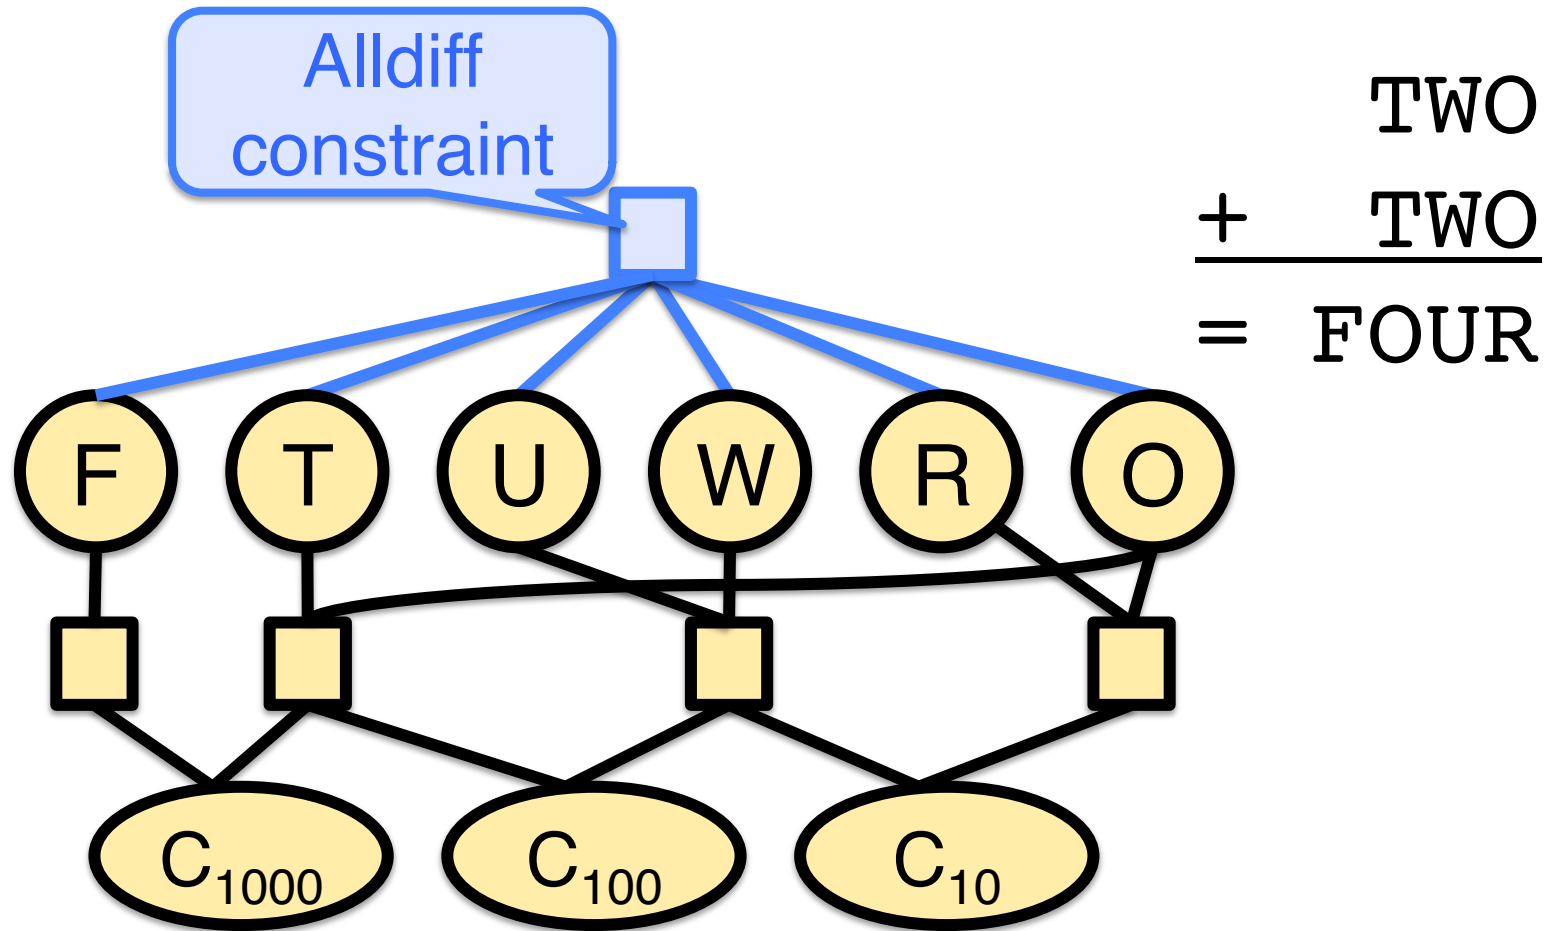 Alldiff
constraint
TWO
+ TWO
= FOUR
F T U W R O
C1000 C100 C10